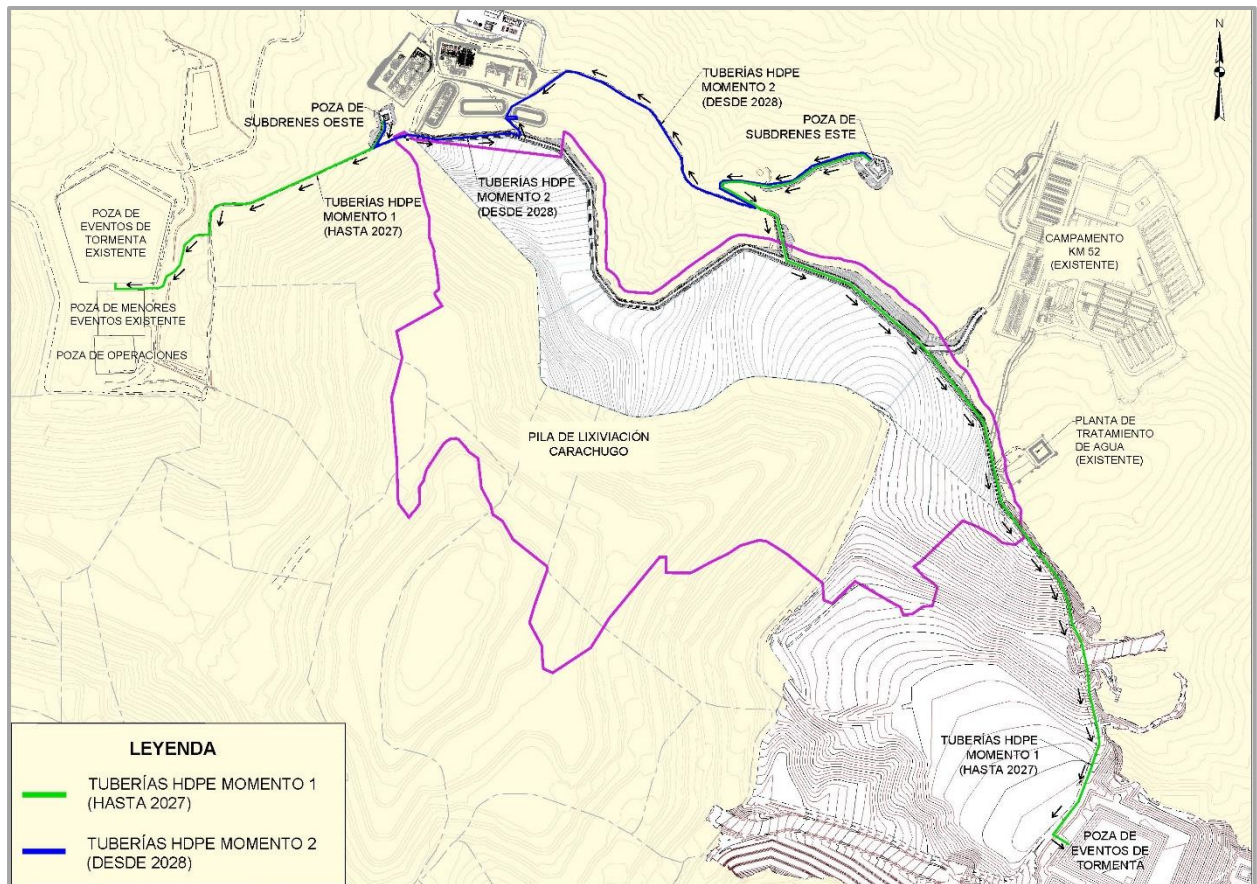 N
TUBERÍAS HDPE
MOMENTO 2
(DESDE 2028)
POZA DE
SUBDRENES OESTE
POZA DE
SUBDRENES ESTE
TUBERÍAS HDPE
MOMENTO 2
(DESDE 2028)
TUBERÍAS HDPE
MOMENTO 1
(HASTA 2027)
POZA DE
EVENTOS DE
TORMENTA
EXISTENTE
CAMPAMENTO
KM 52
(EXISTENTE)
POZA DE MENORES
EVENTOS EXISTENTE
POZA DE OPERACIONES
PILA DE LIXIVIACIÓN
CARACHUGO
PLANTA DE
TRATAMIENTO
DE AGUA
(EXISTENTE)
TUBERÍAS HDPE
MOMENTO 1
(HASTA 2027)
POZA DE
EVENTOS DE
TORMENTA
LEYENDA
TUBERÍAS HDPE MOMENTO 1
(HASTA 2027)
TUBERÍAS HDPE MOMENTO 2
(DESDE 2028)